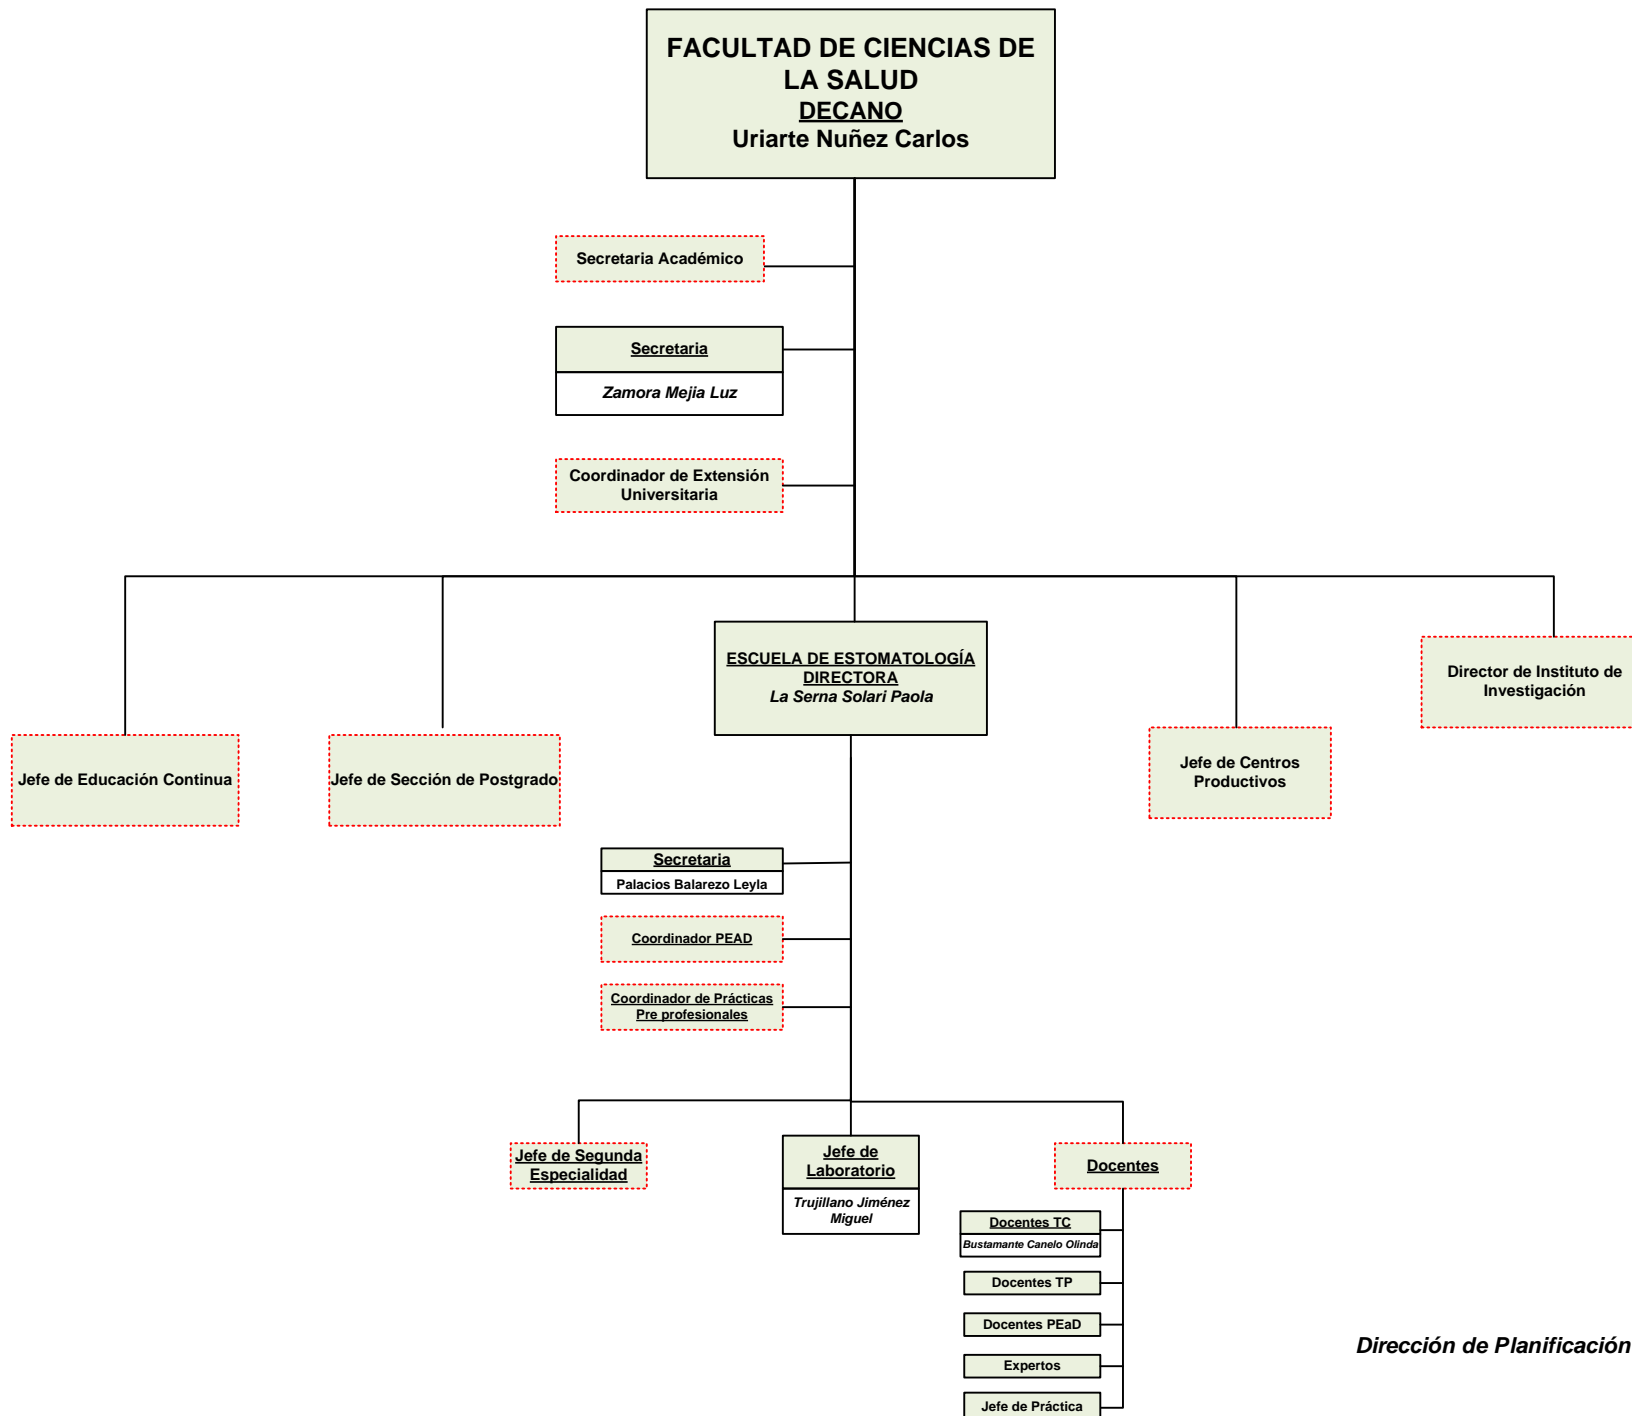 FACULTAD DE CIENCIAS DE
LA SALUD
DECANO
Uriarte Nuñez Carlos
Secretaria Académico
Secretaria
Zamora Mejia Luz
Coordinador de Extensión
Universitaria
ESCUELA DE ESTOMATOLOGÍA
DIRECTORA
La Serna Solari Paola
Director de Instituto de
Investigación
Jefe de Educación Continua
Jefe de Sección de Postgrado
Jefe de Centros
Productivos
Secretaria
Palacios Balarezo Leyla
Coordinador PEAD
Coordinador de Prácticas
Pre profesionales
Jefe de Segunda
Especialidad
Jefe de
Laboratorio
Trujillano Jiménez
Miguel
Docentes
Docentes TC
Bustamante Canelo Olinda
Docentes TP
Docentes PEaD
Expertos
Jefe de Práctica
Dirección de Planificación